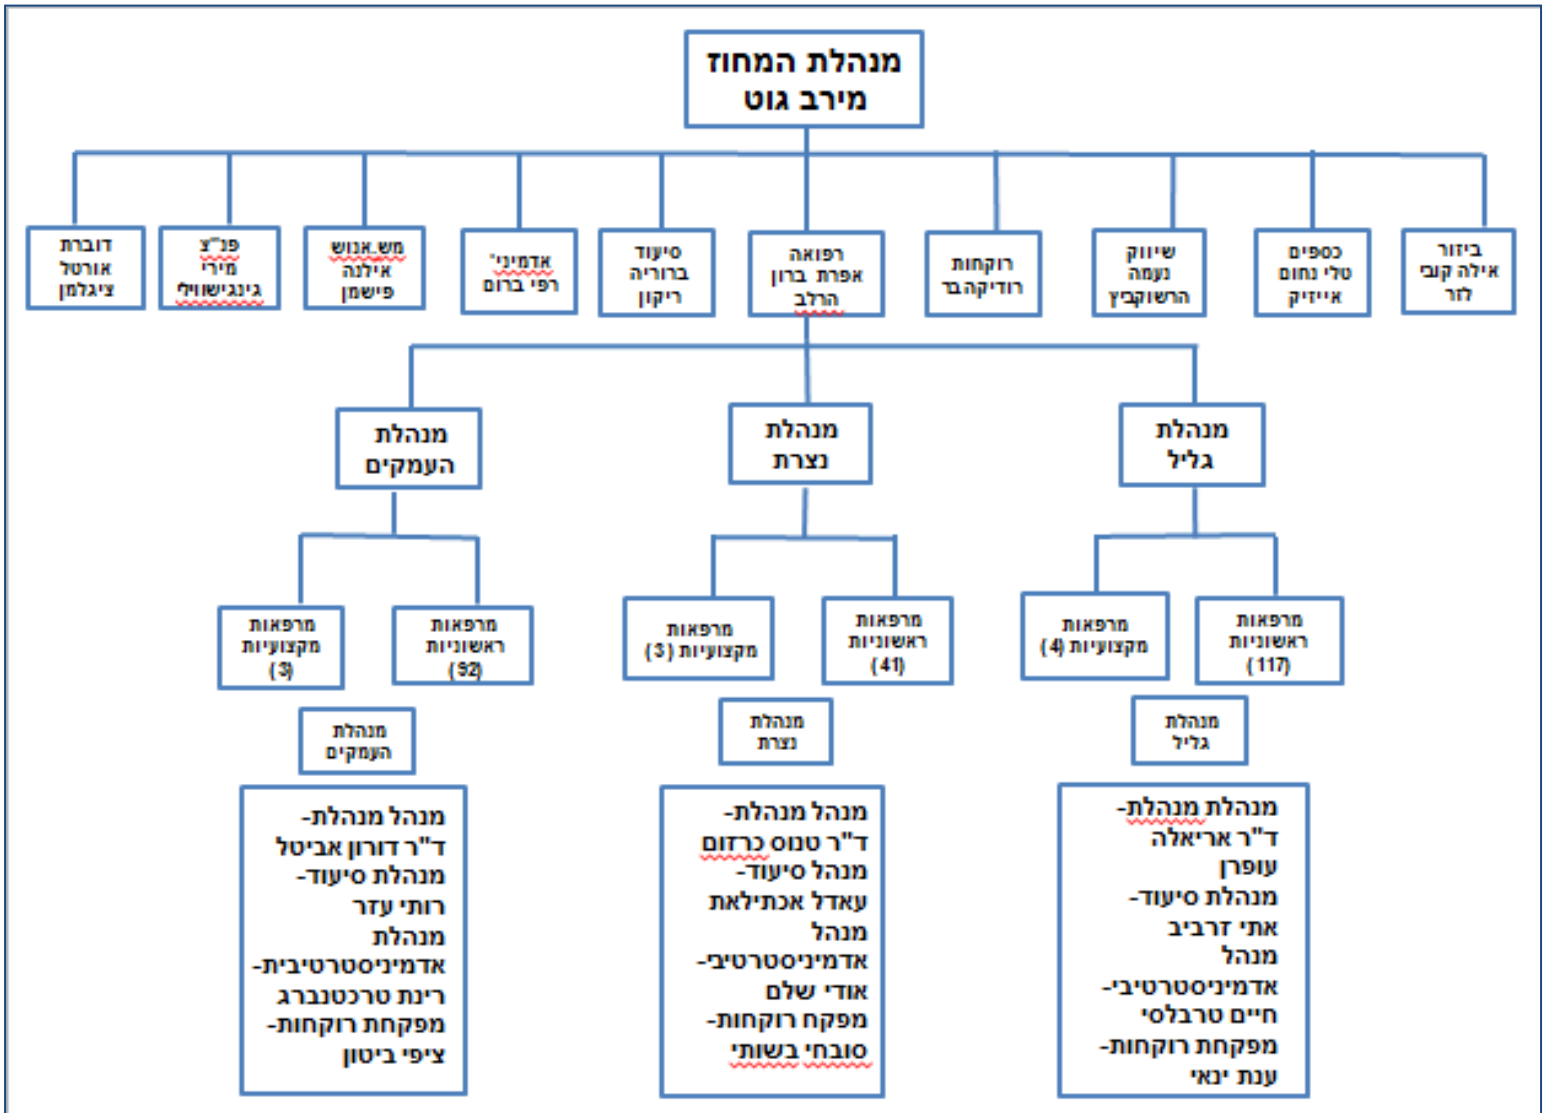 מנהלת המחוז
מירב גוט
ביזור
אילה קובי
לזר
כספים
טלי נחום
אייזיק
שיווק
נעמה
הרשוקביץ
רוקחות
רודיקהבר
רפואה
אפרת ברון
הרלב
סיעוד
ברוריה
ריקון
אדמיני'
רפי ברום
מש.אנוש
אילנה
פישמן
פנ"צ
מירי
גינגישווילי
דוברת
אורטל
ציגלמן
מנהלת
גליל
מנהלת
נצרת
מנהלת
העמקים
מרפאות
ראשוניות
(117)
מרפאות
מקצועיות (4)
מרפאות
ראשוניות
(41)
מרפאות
מקצועיות (3)
מרפאות
ראשוניות
(92)
מרפאות
מקצועיות
(3)
מנהלת
גליל
מנהלת
נצרת
מנהלת
העמקים
מנהלת מנהלת-
ד"ר אריאלה
עופרן
מנהלת סיעוד-
אתי זרביב
מנהל
אדמיניסטרטיבי-
חיים טרבלסי
מפקחת רוקחות-
ענת ינאי
מנהל מנהלת-
ד"ר טנוס כרזום
מנהל סיעוד-
עאדל אכתילאת
מנהל
אדמיניסטרטיבי-
אודי שלם
מפקח רוקחות-
סובחי בשותי
מנהל מנהלת-
ד"ר דורון אביטל
מנהלת סיעוד-
רותי עזר
מנהלת
אדמיניסטרטיבית-
רינת טרכטנברג
מפקחת רוקחות-
ציפי ביטון